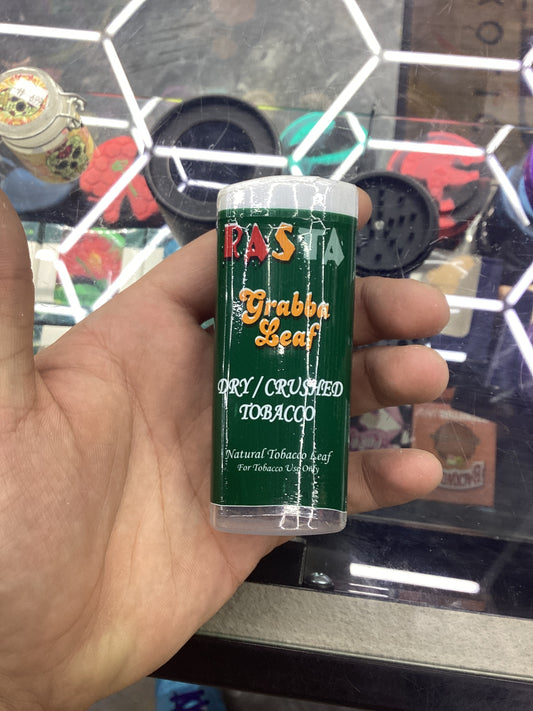 RASTA
Grabba
Leaf
DRY / CRUSHED
TOBACCO
Natural Tobacco Leaf
For Tobacco Use Only